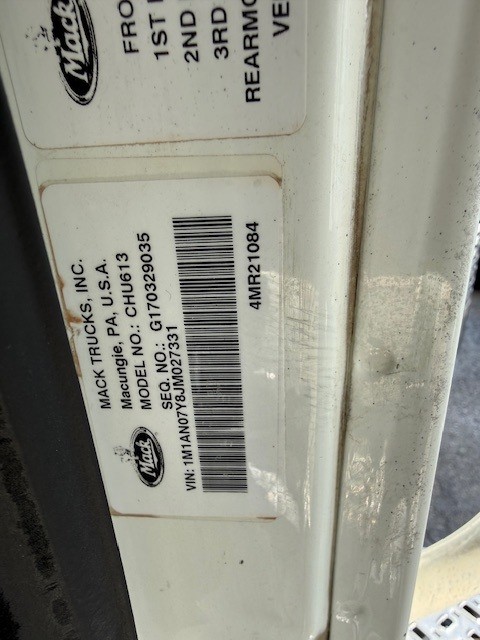 Mack
FRO
1ST
2ND
3RD
REARMO
VE
MACK TRUCKS, INC.
Macungie, PA, U.S.A.
MODEL NO.: CHU613
SEQ. NO.: G170329035
Mack
VIN: 1M1AN07Y8JM027331
4MR21084